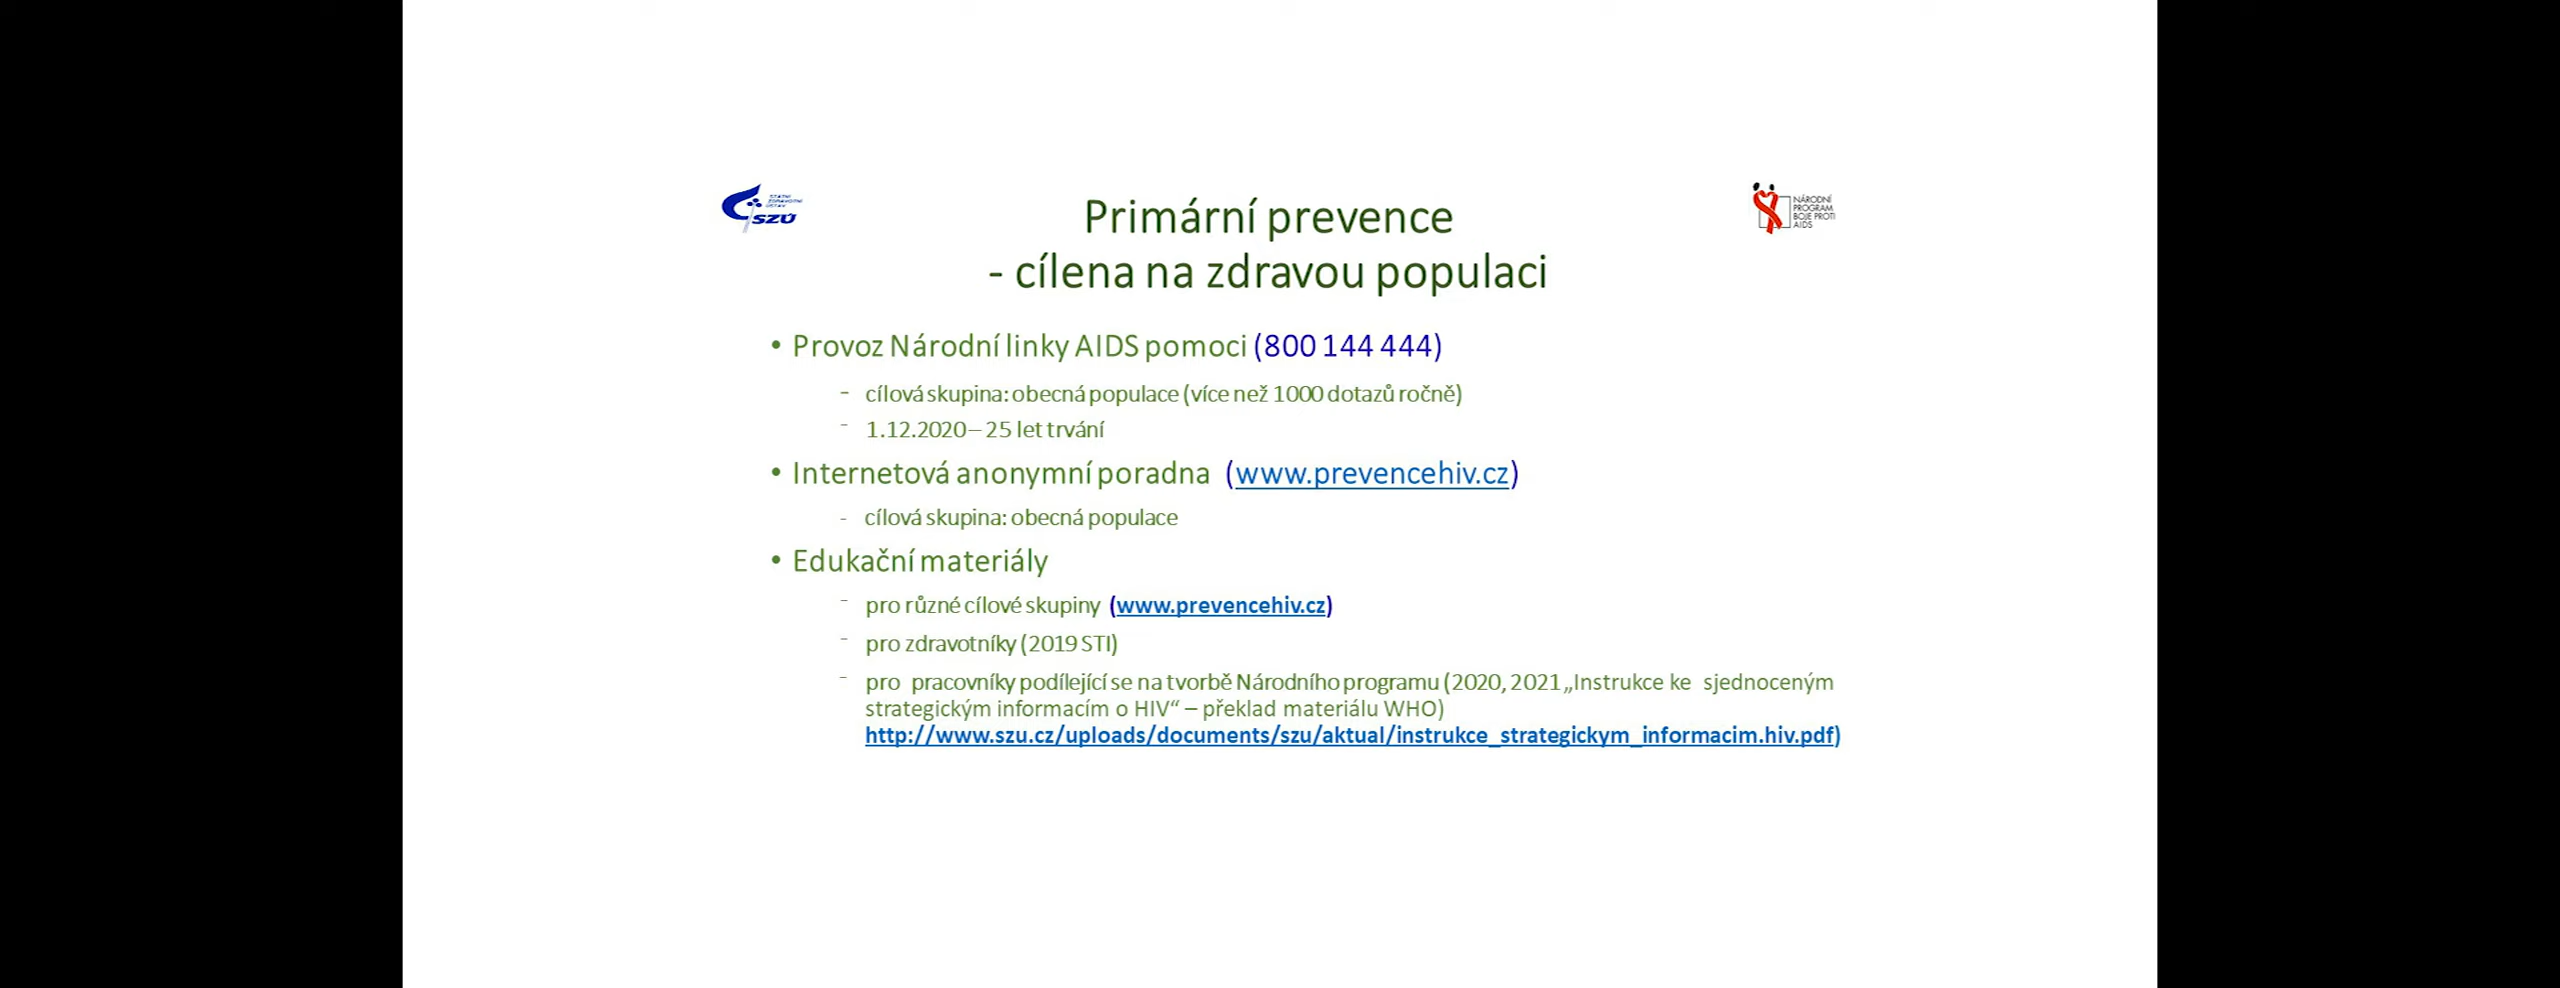 STÁTNÍ
ZDRAVOTNÍ
ÚSTAV
SZÚ
NÁRODNÍ
PROGRAM
BOJE PROTI
AIDS
Primární prevence
- cílena na zdravou populaci
• Provoz Národní linky AIDS pomoci (800 144 444)
- cílová skupina: obecná populace (více než 1000 dotazů ročně)
- 1.12.2020 – 25 let trvání
• Internetová anonymní poradna (www.prevencehiv.cz)
- cílová skupina: obecná populace
• Edukační materiály
- pro různé cílové skupiny (www.prevencehiv.cz)
- pro zdravotníky (2019 STI)
- pro pracovníky podílející se na tvorbě Národního programu (2020, 2021 „Instrukce ke sjednoceným
strategickým informacím o HIV“ – překlad materiálu WHO)
http://www.szu.cz/uploads/documents/szu/aktual/instrukce_strategickym_informacim.hiv.pdf)